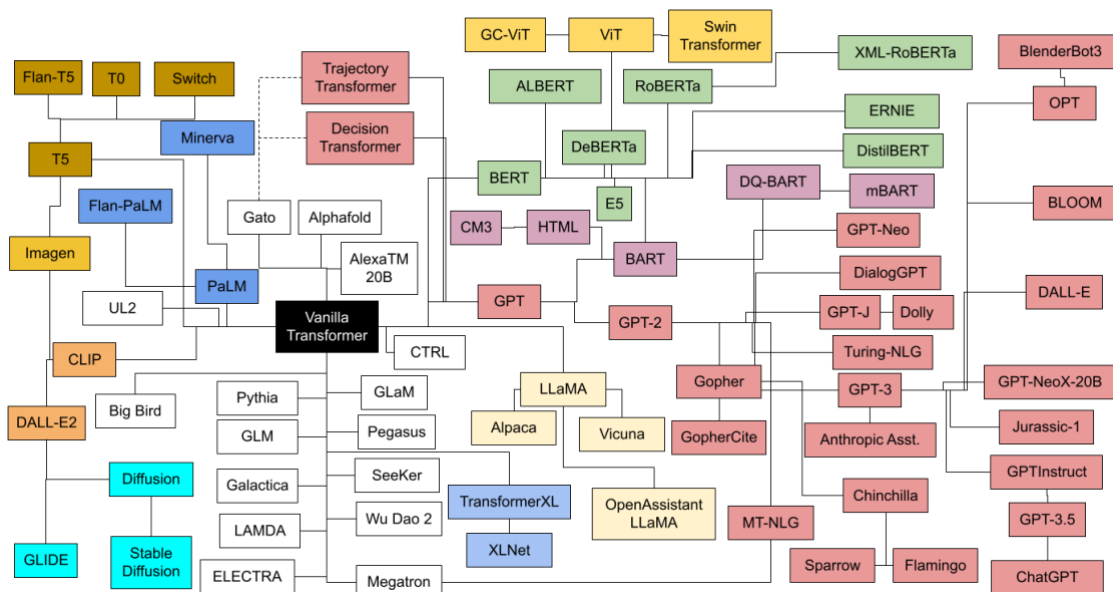 GC-ViT
ViT
Swin
Transformer
XML-RoBERTa
BlenderBot3
Flan-T5
T0
Switch
Trajectory
Transformer
ALBERT
RoBERTa
OPT
Minerva
Decision
Transformer
ERNIE
T5
DeBERTa
DistilBERT
BERT
DQ-BART
mBART
Flan-PaLM
E5
BLOOM
Gato
Alphafold
CM3
HTML
GPT-Neo
Imagen
AlexaTM
20B
BART
DialogGPT
PaLM
DALL-E
UL2
GPT
GPT-J
Dolly
Vanilla
Transformer
GPT-2
CTRL
Turing-NLG
CLIP
Pythia
GLaM
LLaMA
Gopher
GPT-3
GPT-NeoX-20B
Big Bird
DALL-E2
GLM
Pegasus
Alpaca
Vicuna
GopherCite
Anthropic Asst.
Jurassic-1
Diffusion
Galactica
SeeKer
TransformerXL
OpenAssistant
LLaMA
Chinchilla
GPTInstruct
LAMDA
Wu Dao 2
MT-NLG
GPT-3.5
GLIDE
Stable
Diffusion
XLNet
Sparrow
Flamingo
ELECTRA
Megatron
ChatGPT